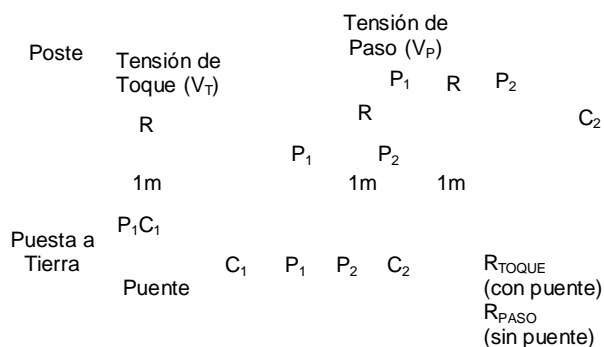 Poste
Tensión de
Toque (V_T)
Tensión de
Paso (V_P)
P₁ R P₂
R
R
C₂
P₁ P₂
1m 1m 1m
P₁C₁
Puesta a
Tierra
Puente
C₁ P₁ P₂ C₂
R_TOQUE
(con puente)
R_PASO
(sin puente)